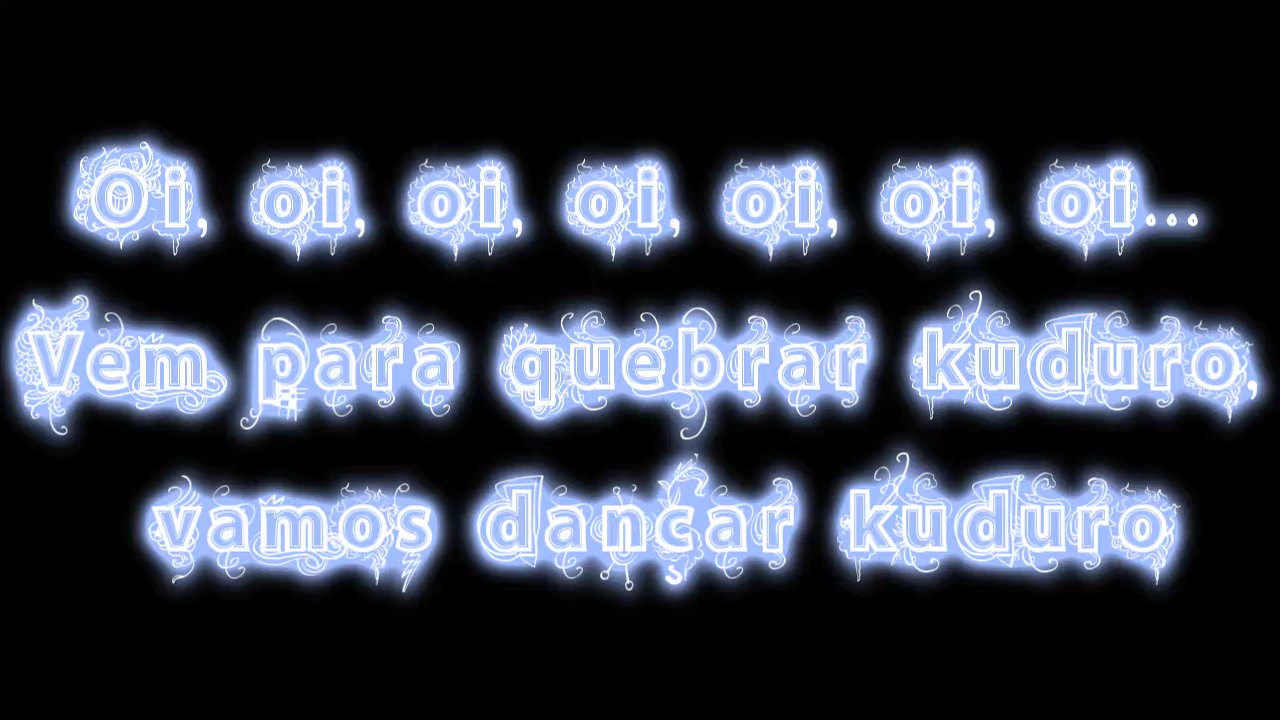 Oi, oi, oi, oi, oi, oi, oi...
Vem para quebrar kuduro,
vamos dançar kuduro